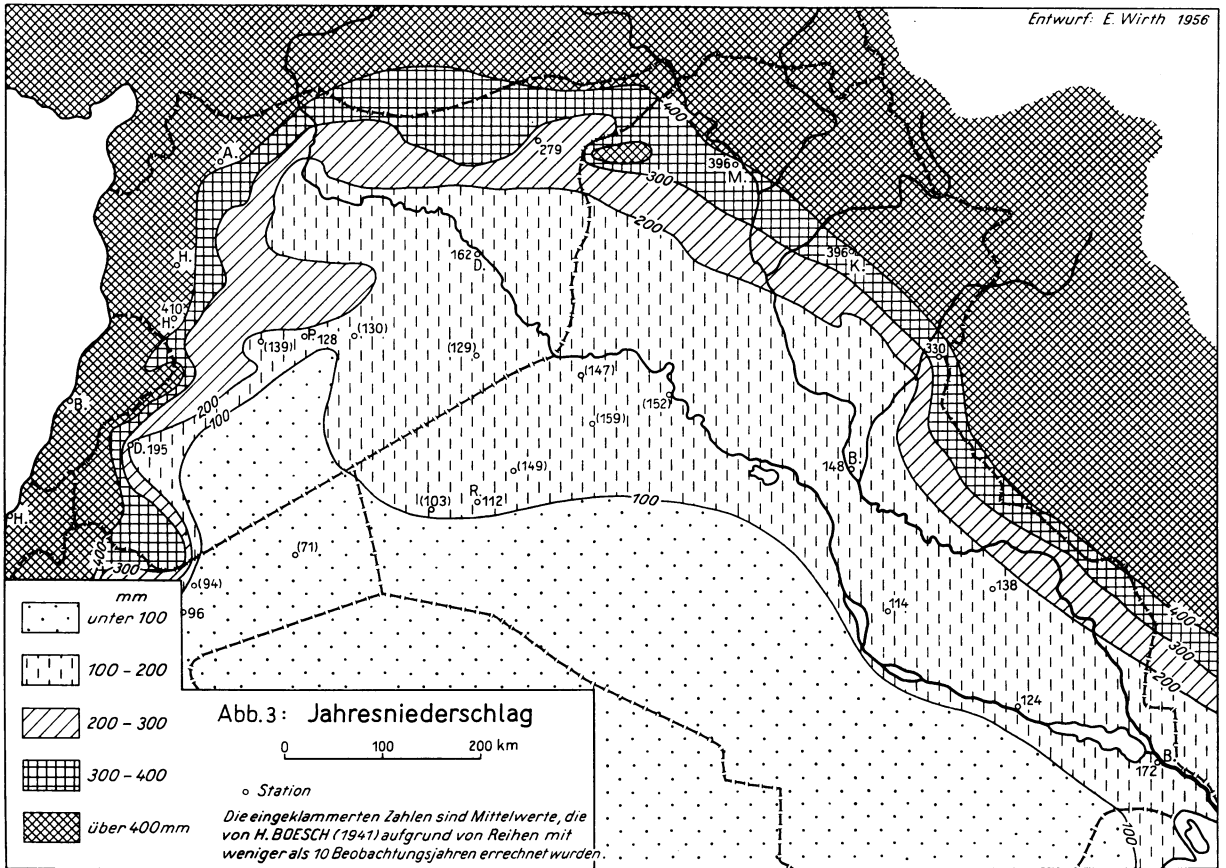 Entwurf: E. Wirth 1956
400
A.
279
396
M.
300
200
H.
162
D.
396
K.
410
H.
(139)
P. 128
(130)
(129)
330
(147)
B.
200
100
(152)
(159)
D. 195
(149)
148
B.
R.
112
(103)
100
H.
400
300
(71)
(94)
96
114
138
400
300
200
124
B.
172
100
mm
unter 100
100 - 200
200 - 300
300 - 400
über 400 mm
Abb. 3: Jahresniederschlag
0 100 200 km
Station
Die eingeklammerten Zahlen sind Mittelwerte, die
von H. BOESCH (1941) aufgrund von Reihen mit
weniger als 10 Beobachtungsjahren errechnet wurden.